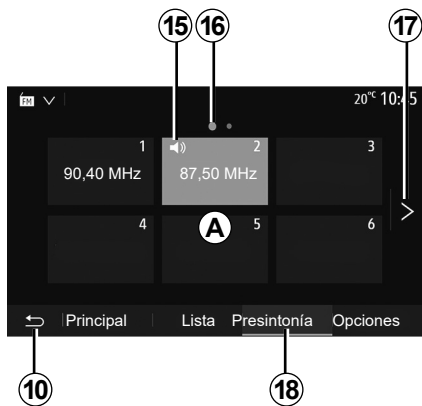 15 16 17
FM 20°C 10:45
1 2 3
90,40 MHz 87,50 MHz
4 A 5 6
Principal Lista Presintonía Opciones
10 18